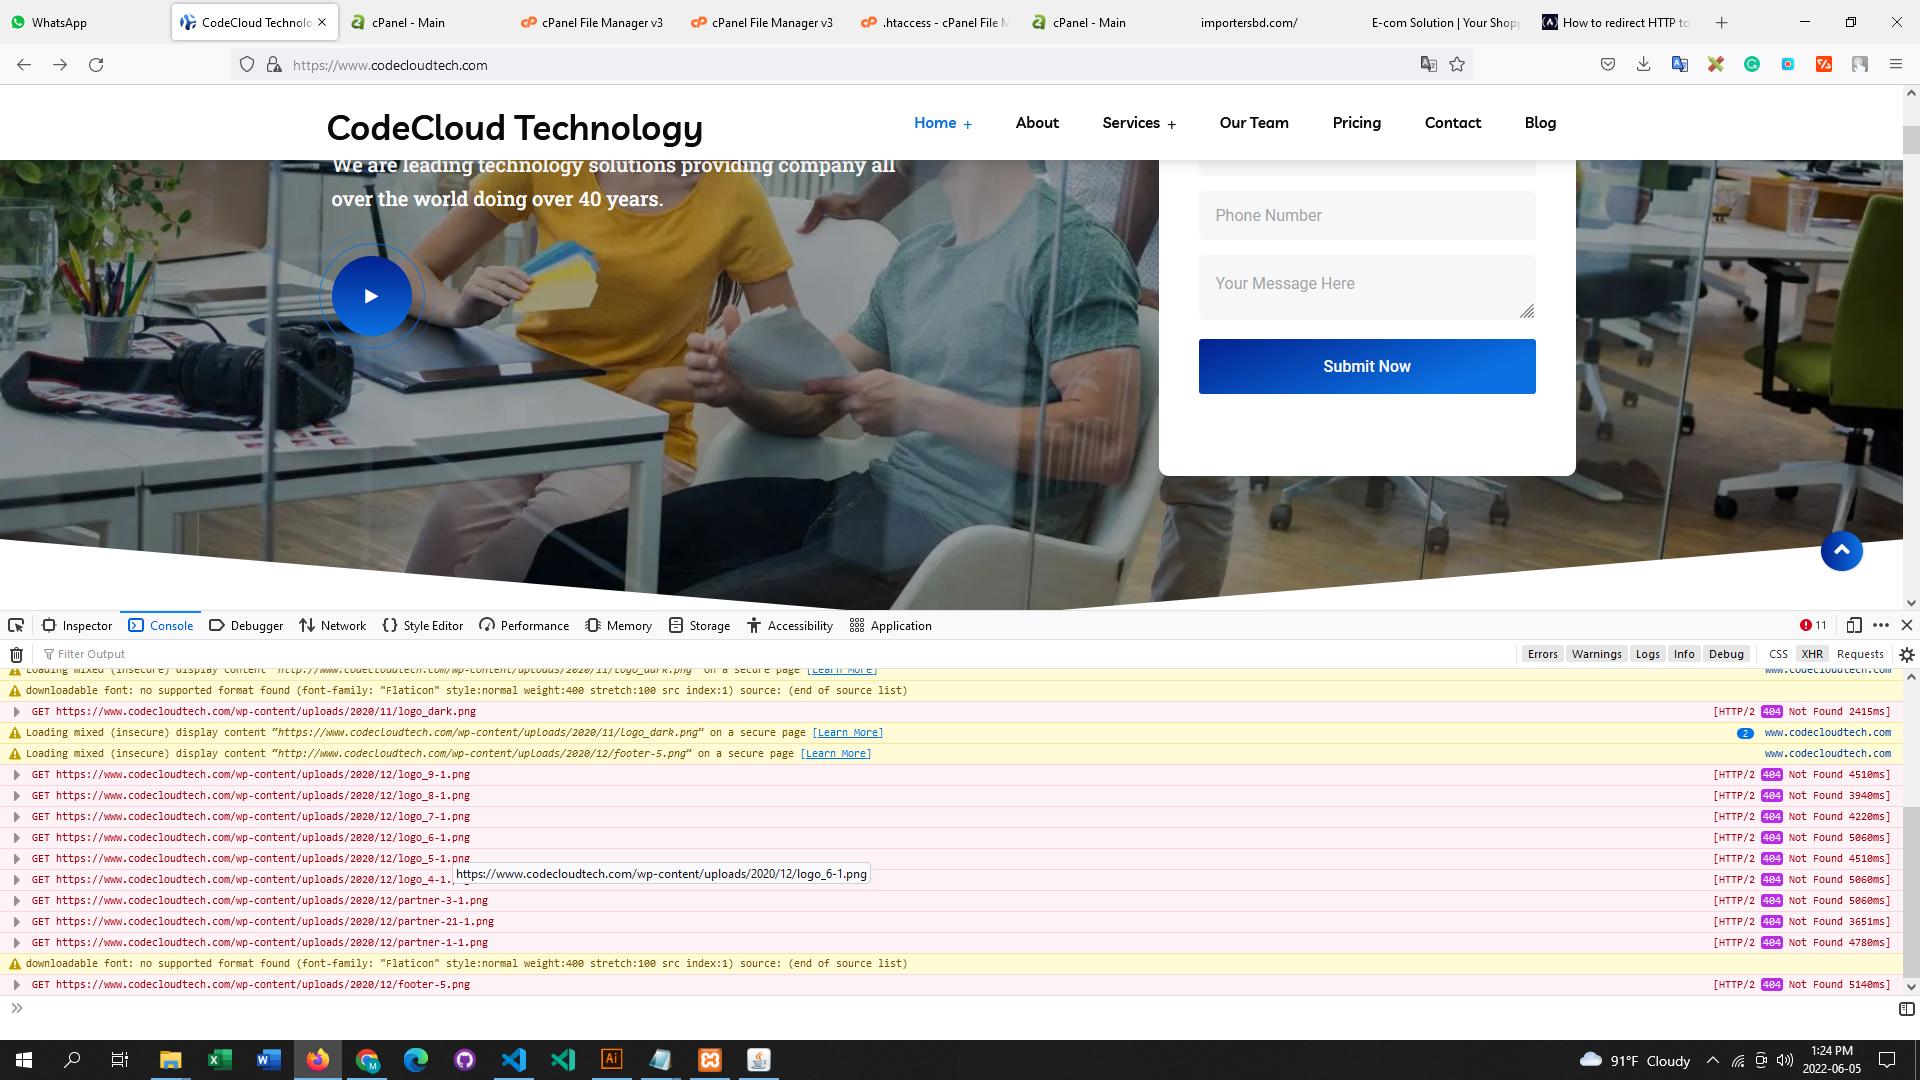 WhatsApp
CodeCloud Technolo
cPanel - Main
cPanel File Manager v3
cPanel File Manager v3
.htaccess - cPanel File M
cPanel - Main
importersbd.com/
E-com Solution | Your Shopp
How to redirect HTTP to
https://www.codecloudtech.com
CodeCloud Technology
Home +
About
Services +
Our Team
Pricing
Contact
Blog
We are leading technology solutions providing company all
over the world doing over 40 years.
Phone Number
Your Message Here
Submit Now
Inspector
Console
Debugger
Network
Style Editor
Performance
Memory
Storage
Accessibility
Application
11
Filter Output
Errors
Warnings
Logs
Info
Debug
CSS
XHR
Requests
Loading mixed (insecure) display content “http://www.codecloudtech.com/wp-content/uploads/2020/11/logo_dark.png” on a secure page [Learn More] www.codecloudtech.com
downloadable font: no supported format found (font-family: "Flaticon" style:normal weight:400 stretch:100 src index:1) source: (end of source list)
GET https://www.codecloudtech.com/wp-content/uploads/2020/11/logo_dark.png [HTTP/2 404 Not Found 2415ms]
Loading mixed (insecure) display content “https://www.codecloudtech.com/wp-content/uploads/2020/11/logo_dark.png” on a secure page [Learn More] 2 www.codecloudtech.com
Loading mixed (insecure) display content “http://www.codecloudtech.com/wp-content/uploads/2020/12/footer-5.png” on a secure page [Learn More] www.codecloudtech.com
GET https://www.codecloudtech.com/wp-content/uploads/2020/12/logo_9-1.png [HTTP/2 404 Not Found 4510ms]
GET https://www.codecloudtech.com/wp-content/uploads/2020/12/logo_8-1.png [HTTP/2 404 Not Found 3940ms]
GET https://www.codecloudtech.com/wp-content/uploads/2020/12/logo_7-1.png [HTTP/2 404 Not Found 4220ms]
GET https://www.codecloudtech.com/wp-content/uploads/2020/12/logo_6-1.png [HTTP/2 404 Not Found 5060ms]
GET https://www.codecloudtech.com/wp-content/uploads/2020/12/logo_5-1.png [HTTP/2 404 Not Found 4510ms]
https://www.codecloudtech.com/wp-content/uploads/2020/12/logo_6-1.png
GET https://www.codecloudtech.com/wp-content/uploads/2020/12/logo_4-1. [HTTP/2 404 Not Found 5060ms]
GET https://www.codecloudtech.com/wp-content/uploads/2020/12/partner-3-1.png [HTTP/2 404 Not Found 5060ms]
GET https://www.codecloudtech.com/wp-content/uploads/2020/12/partner-21-1.png [HTTP/2 404 Not Found 3651ms]
GET https://www.codecloudtech.com/wp-content/uploads/2020/12/partner-1-1.png [HTTP/2 404 Not Found 4780ms]
downloadable font: no supported format found (font-family: "Flaticon" style:normal weight:400 stretch:100 src index:1) source: (end of source list)
GET https://www.codecloudtech.com/wp-content/uploads/2020/12/footer-5.png [HTTP/2 404 Not Found 5140ms]
91°F Cloudy
1:24 PM
2022-06-05